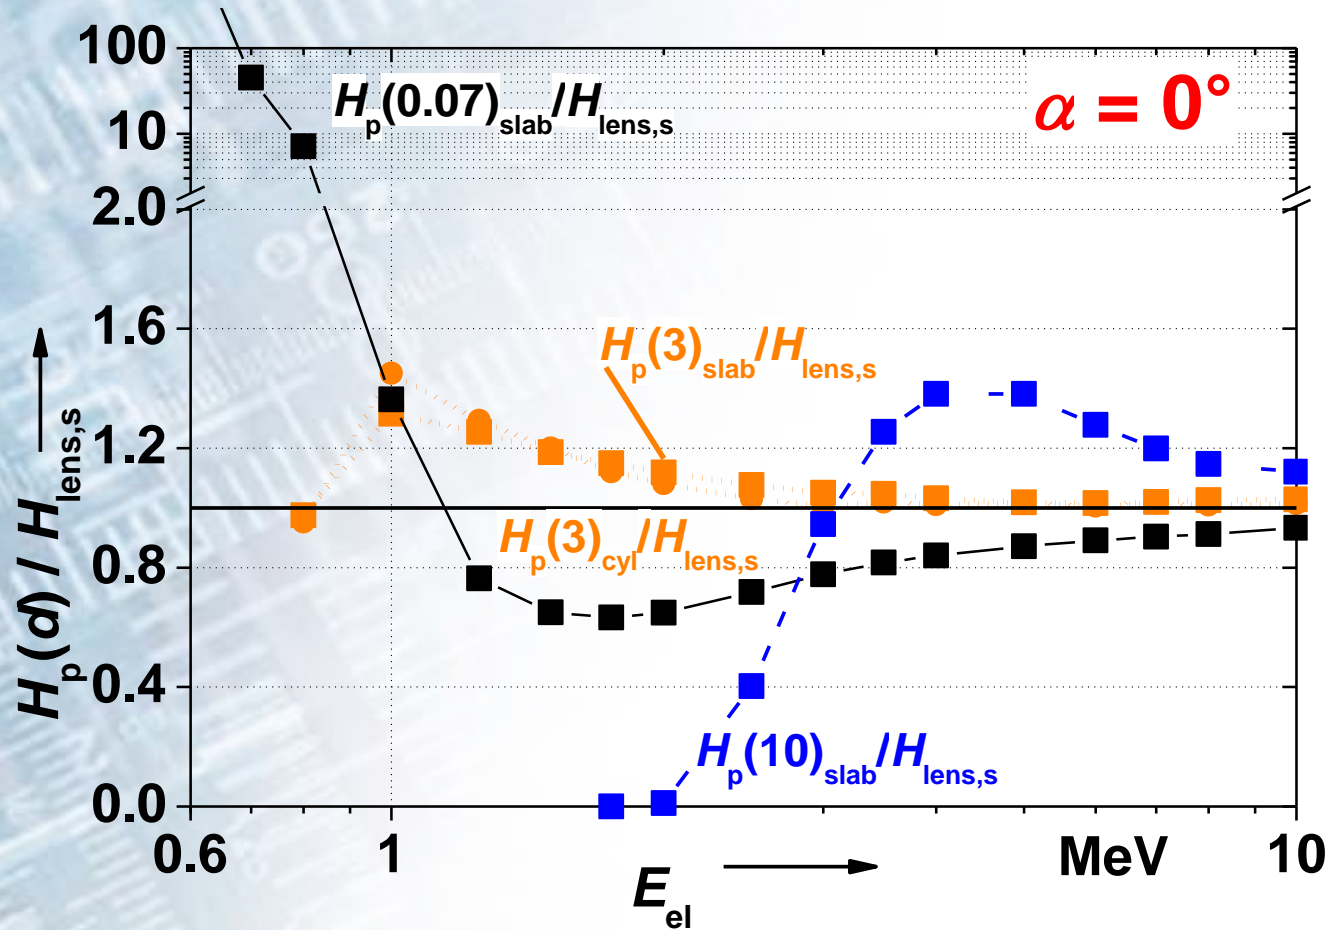 100
10
2.0
1.6
1.2
0.8
0.4
0.0
Hp(d) / Hlens,s
Hp(0.07)slab/Hlens,s
α = 0°
Hp(3)slab/Hlens,s
Hp(3)cyl/Hlens,s
Hp(10)slab/Hlens,s
0.6 1 MeV 10
Eel